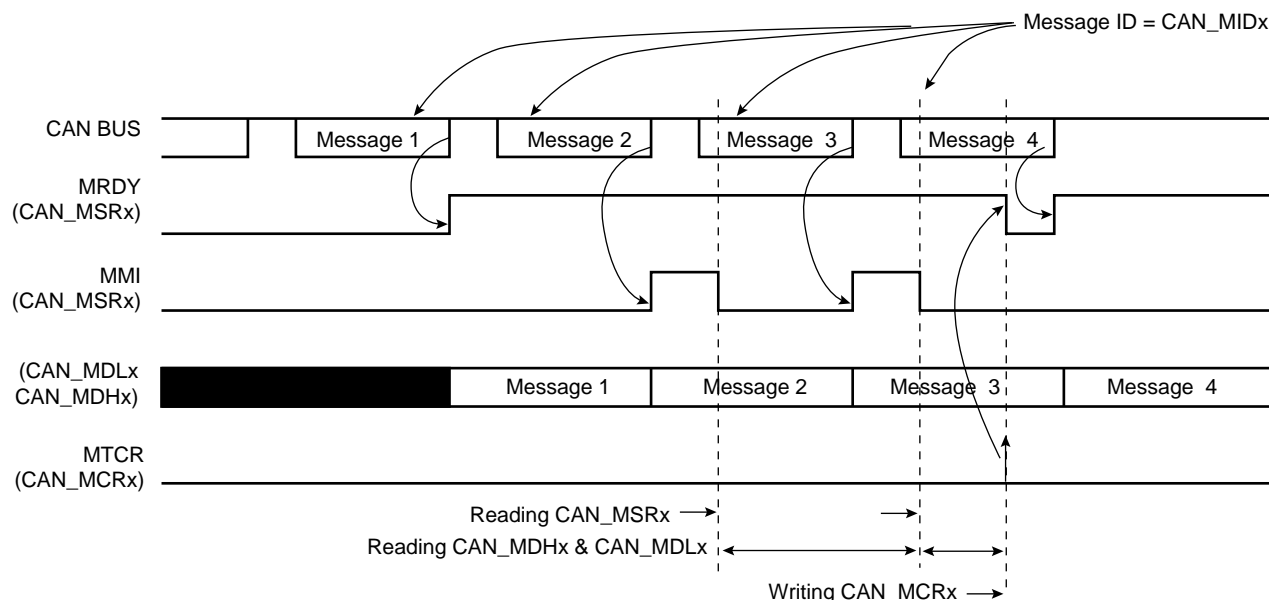 Message ID = CAN_MIDx
CAN BUS
Message 1
Message 2
Message 3
Message 4
MRDY
(CAN_MSRx)
MMI
(CAN_MSRx)
(CAN_MDLx
CAN_MDHx)
Message 1
Message 2
Message 3
Message 4
MTCR
(CAN_MCRx)
Reading CAN_MSRx
Reading CAN_MDHx & CAN_MDLx
Writing CAN_MCRx